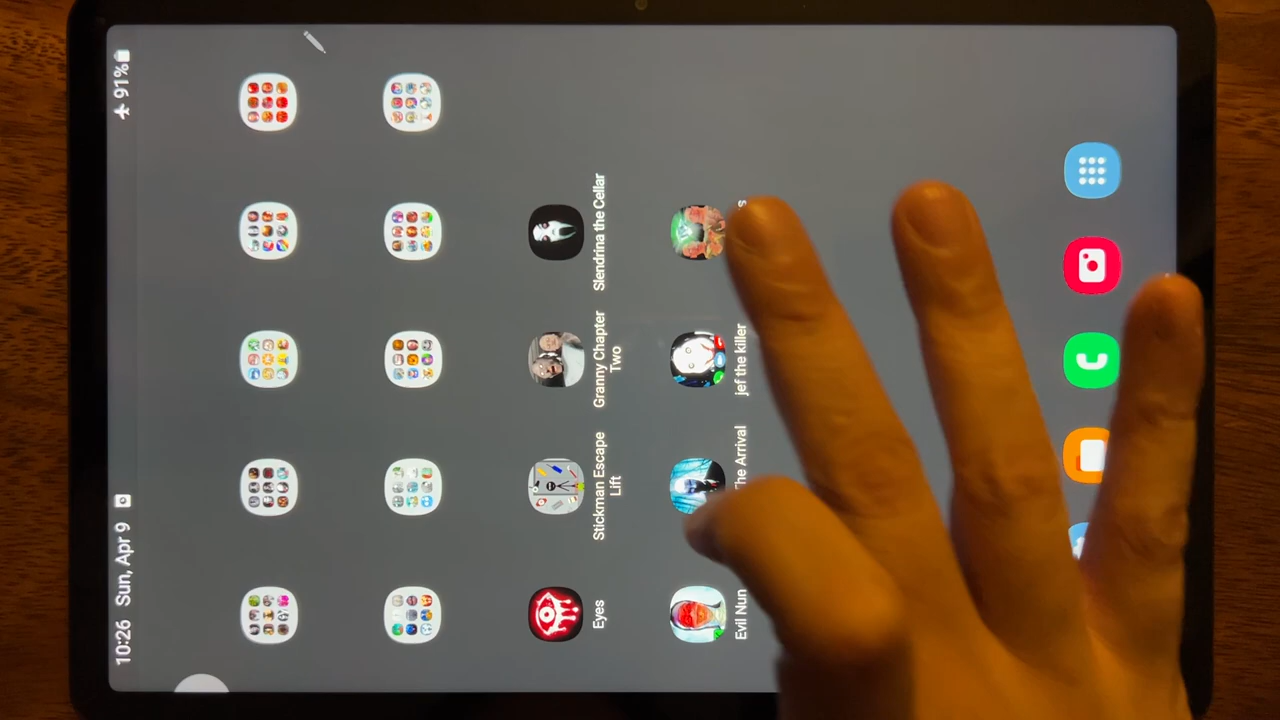 10:26 Sun, Apr 9
91%
Eyes
Stickman Escape
Lift
Granny Chapter
Two
Slendrina the Cellar
Evil Nun
The Arrival
jef the killer
s